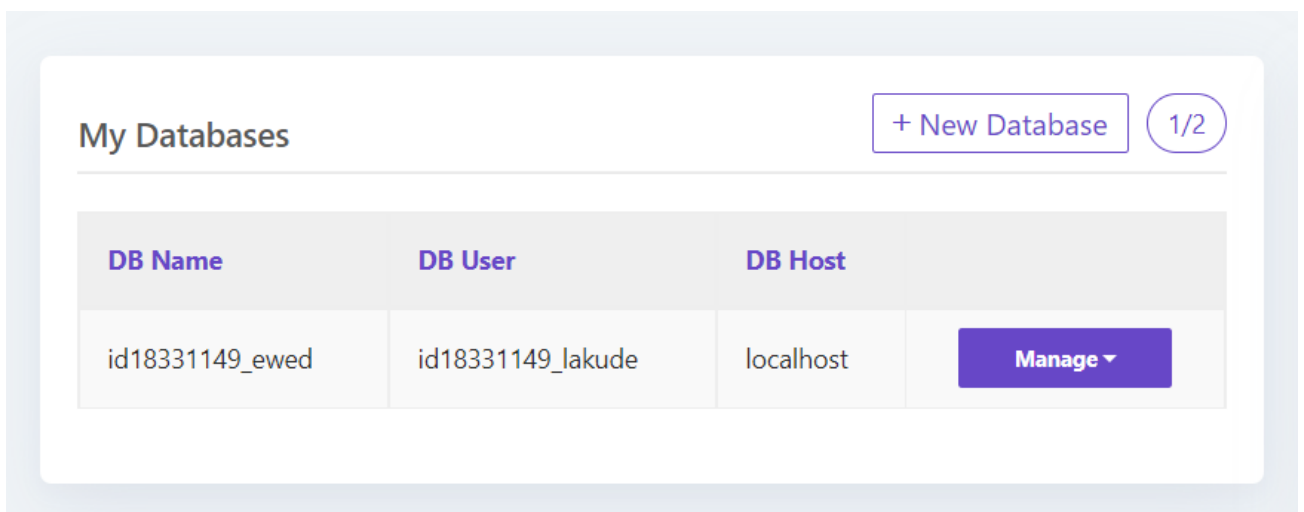 My Databases
+ New Database
1/2
DB Name DB User DB Host
id18331149_ewed id18331149_lakude localhost Manage